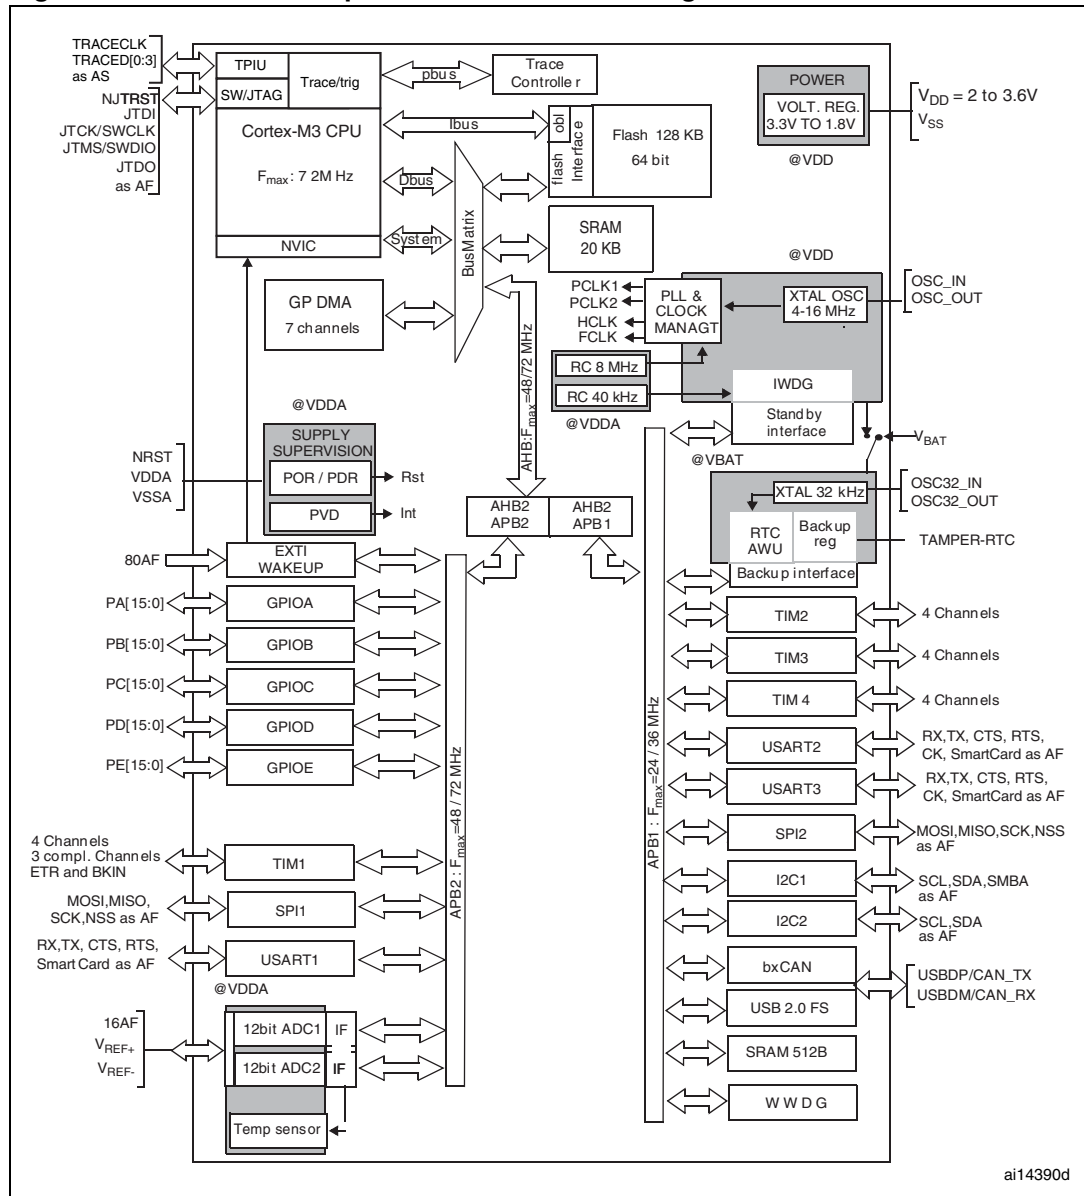 TRACECLK
TRACED[0:3]
as AS
NJTRST
JTDI
JTCK/SWCLK
JTMS/SWDIO
JTDO
as AF
TPIU
SW/JTAG
Trace/trig
Cortex-M3 CPU
Fmax: 7 2M Hz
NVIC
pbus
Trace
Controller
Ibus
Dbus
System
BusMatrix
flash
obl
Interface
Flash 128 KB
64 bit
SRAM
20 KB
POWER
VOLT. REG.
3.3V TO 1.8V
@VDD
VDD = 2 to 3.6V
VSS
GP DMA
7 channels
AHB:Fmax=48/72 MHz
PCLK1
PCLK2
HCLK
FCLK
PLL &
CLOCK
MANAGT
@VDD
XTAL OSC
4-16 MHz
OSC_IN
OSC_OUT
RC 8 MHz
RC 40 kHz
@VDDA
IWDG
Standby
interface
@VBAT
VBAT
XTAL 32 kHz
OSC32_IN
OSC32_OUT
RTC
AWU
Backup
reg
TAMPER-RTC
Backup interface
@VDDA
NRST
VDDA
VSSA
SUPPLY
SUPERVISION
POR / PDR
Rst
PVD
Int
AHB2
APB2
AHB2
APB1
80AF
EXTI
WAKEUP
PA[15:0]
GPIOA
PB[15:0]
GPIOB
PC[15:0]
GPIOC
PD[15:0]
GPIOD
PE[15:0]
GPIOE
4 Channels
3 compl. Channels
ETR and BKIN
TIM1
MOSI,MISO,
SCK,NSS as AF
SPI1
RX,TX, CTS, RTS,
SmartCard as AF
USART1
@VDDA
16AF
VREF+
VREF-
12bit ADC1
IF
12bit ADC2
IF
Temp sensor
APB2 : Fmax=48 / 72 MHz
APB1 : Fmax=24 / 36 MHz
TIM2
4 Channels
TIM3
4 Channels
TIM 4
4 Channels
USART2
RX,TX, CTS, RTS,
CK, SmartCard as AF
USART3
RX,TX, CTS, RTS,
CK, SmartCard as AF
SPI2
MOSI,MISO,SCK,NSS
as AF
I2C1
SCL,SDA,SMBA
as AF
I2C2
SCL,SDA
as AF
bxCAN
USBDP/CAN_TX
USBDM/CAN_RX
USB 2.0 FS
SRAM 512B
W W D G
ai14390d